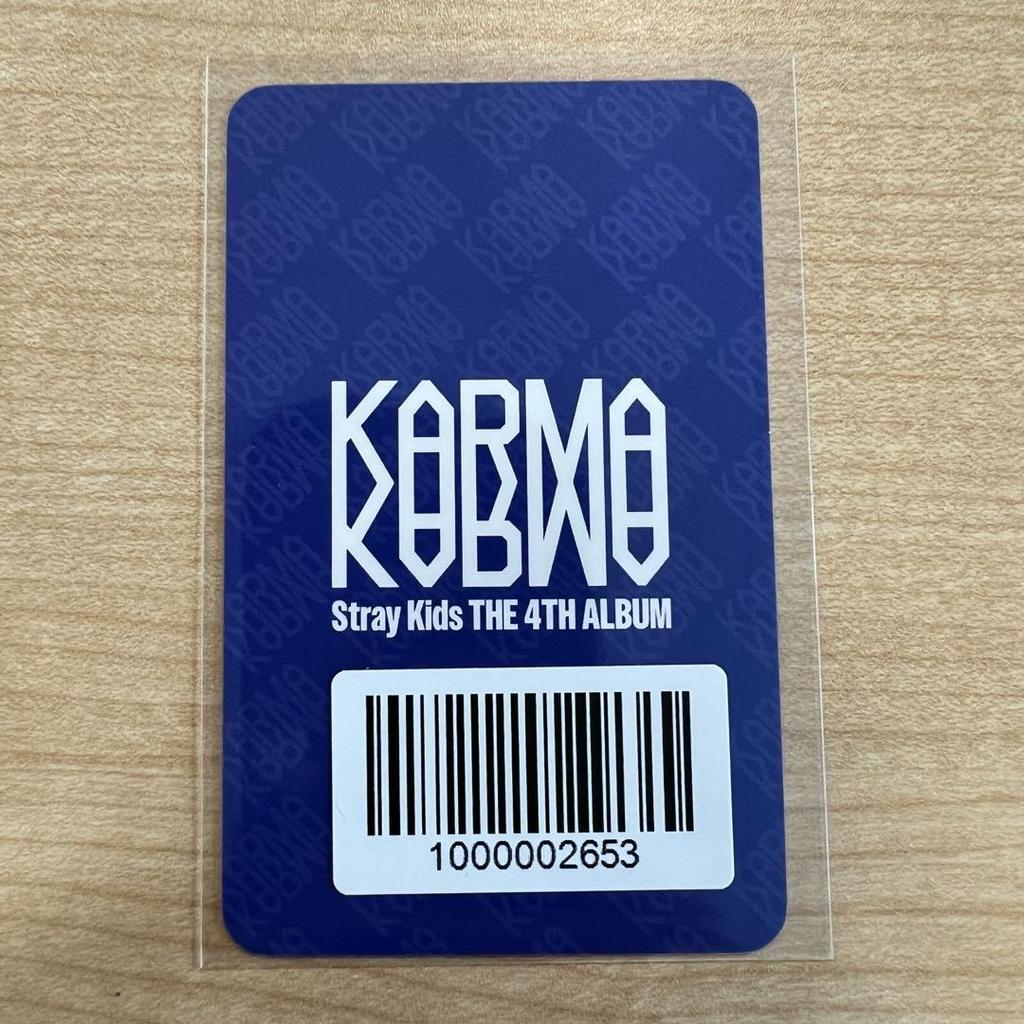 KARMA
Stray Kids THE 4TH ALBUM
1000002653